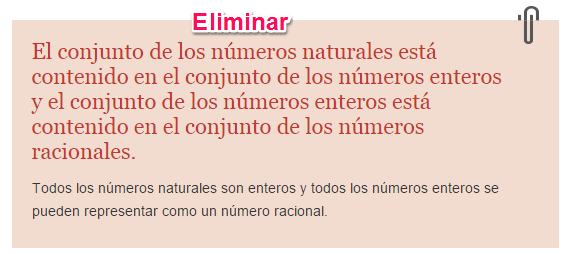 Eliminar
El conjunto de los números naturales está
contenido en el conjunto de los números enteros
y el conjunto de los números enteros está
contenido en el conjunto de los números
racionales.
Todos los números naturales son enteros y todos los números enteros se
pueden representar como un número racional.